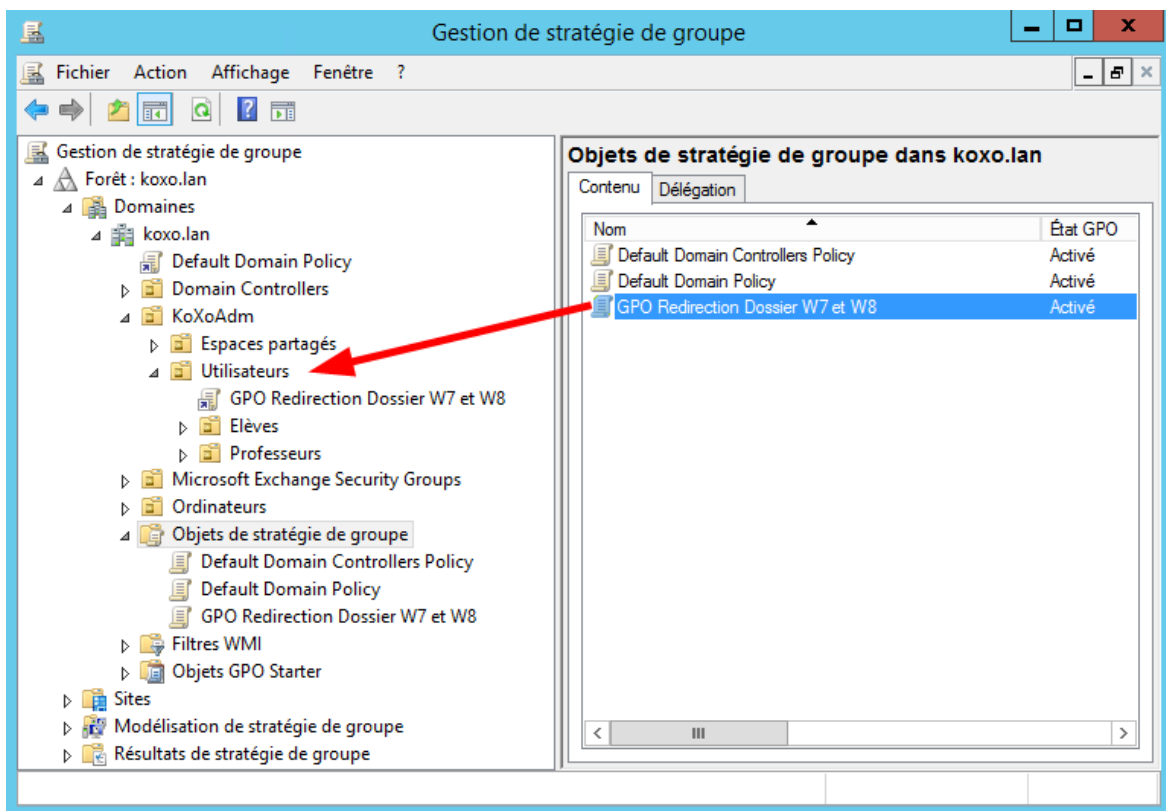 Gestion de stratégie de groupe
Fichier Action Affichage Fenêtre ?
Gestion de stratégie de groupe
Forêt : koxo.lan
Domaines
koxo.lan
Default Domain Policy
Domain Controllers
KoXoAdm
Espaces partagés
Utilisateurs
GPO Redirection Dossier W7 et W8
Elèves
Professeurs
Microsoft Exchange Security Groups
Ordinateurs
Objets de stratégie de groupe
Default Domain Controllers Policy
Default Domain Policy
GPO Redirection Dossier W7 et W8
Filtres WMI
Objets GPO Starter
Sites
Modélisation de stratégie de groupe
Résultats de stratégie de groupe
Objets de stratégie de groupe dans koxo.lan
Contenu Délégation
Nom État GPO
Default Domain Controllers Policy Activé
Default Domain Policy Activé
GPO Redirection Dossier W7 et W8 Activé